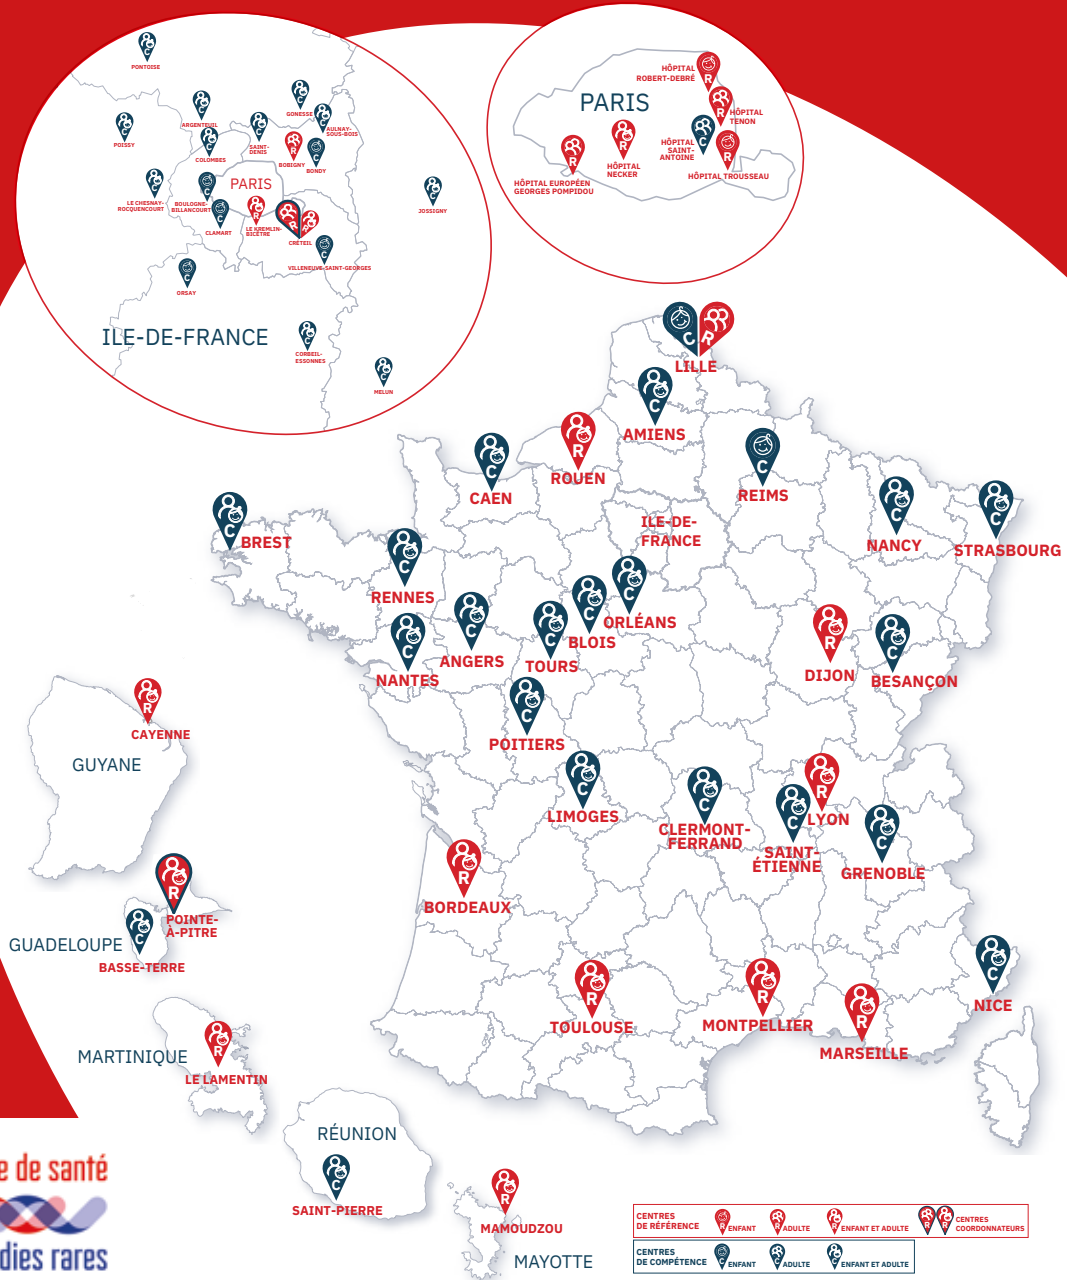 PONTOISE
C
ARGENTEUIL
C
GONESSE
C
AULNAY-
SOUS-BOIS
C
POISSY
C
COLOMBES
C
SAINT-
DENIS
C
BOBIGNY
R
BONDY
C
LE CHESNAY-
ROCQUENCOURT
C
BOULOGNE-
BILLANCOURT
C
PARIS
JOSSIGNY
C
CLAMART
C
LE KREMLIN-
BICÊTRE
R
CRÉTEIL
R
R
VILLENEUVE-SAINT-GEORGES
C
ORSAY
C
ILE-DE-FRANCE
CORBEIL-
ESSONNES
C
MELUN
C
PARIS
HÔPITAL
ROBERT-DEBRÉ
R
HÔPITAL
TENON
R
HÔPITAL
SAINT-
ANTOINE
C
HÔPITAL TROUSSEAU
R
HÔPITAL
NECKER
R
HÔPITAL EUROPÉEN
GEORGES POMPIDOU
R
C
R
LILLE
C
AMIENS
R
ROUEN
C
CAEN
C
REIMS
C
NANCY
C
STRASBOURG
C
BREST
ILE-DE-
FRANCE
C
RENNES
C
ORLÉANS
C
BLOIS
C
TOURS
C
ANGERS
C
NANTES
R
DIJON
C
BESANÇON
C
POITIERS
C
LIMOGES
C
CLERMONT-
FERRAND
R
LYON
C
SAINT-
ÉTIENNE
C
GRENOBLE
R
BORDEAUX
R
TOULOUSE
R
MONTPELLIER
R
MARSEILLE
C
NICE
R
CAYENNE
GUYANE
R
POINTE-
À-PITRE
GUADELOUPE
C
BASSE-TERRE
MARTINIQUE
R
LE LAMENTIN
RÉUNION
C
SAINT-PIERRE
R
MAMOUDZOU
MAYOTTE
e de santé
dies rares
CENTRES
DE RÉFÉRENCE
R ENFANT
R ADULTE
R ENFANT ET ADULTE
R R CENTRES
COORDONNATEURS
CENTRES
DE COMPÉTENCE
C ENFANT
C ADULTE
C ENFANT ET ADULTE